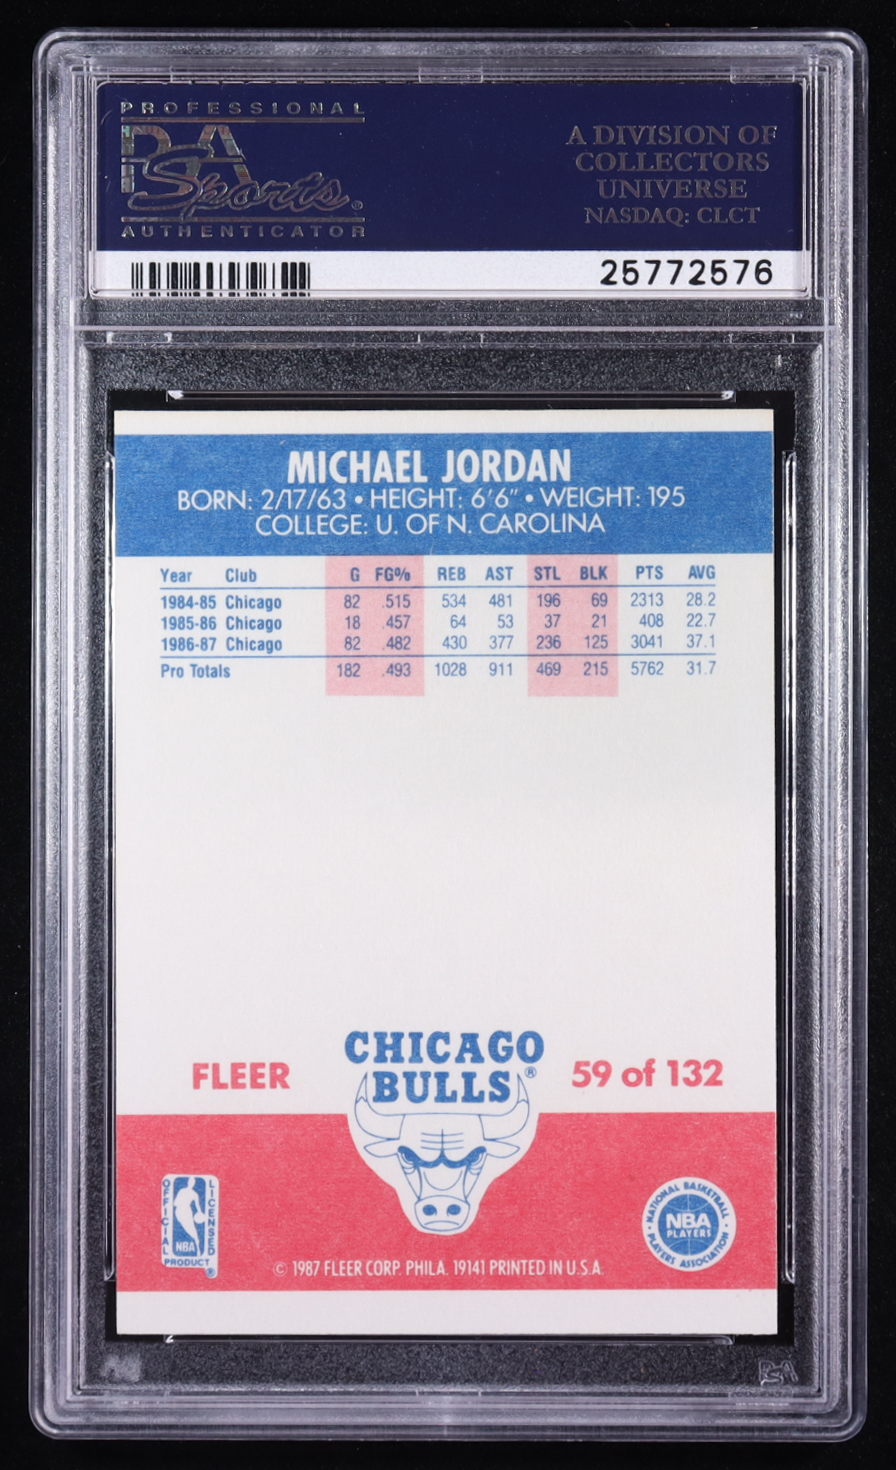 PROFESSIONAL
PSA
Sports®
AUTHENTICATOR
A DIVISION OF
COLLECTORS
UNIVERSE
NASDAQ: CLCT
25772576
MICHAEL JORDAN
BORN: 2/17/63 • HEIGHT: 6'6" • WEIGHT: 195
COLLEGE: U. OF N. CAROLINA
Year Club G FG% REB AST STL BLK PTS AVG
1984-85 Chicago 82 .515 534 481 196 69 2313 28.2
1985-86 Chicago 18 .457 64 53 37 21 408 22.7
1986-87 Chicago 82 .482 430 377 236 125 3041 37.1
Pro Totals 182 .493 1028 911 469 215 5762 31.7
CHICAGO
BULLS®
FLEER
59 of 132
OFFICIAL
LICENSED
NBA
PRODUCT
®
NATIONAL BASKETBALL
NBA
PLAYERS
PLAYERS ASSOCIATION
© 1987 FLEER CORP. PHILA. 19141 PRINTED IN U.S.A.
PSA